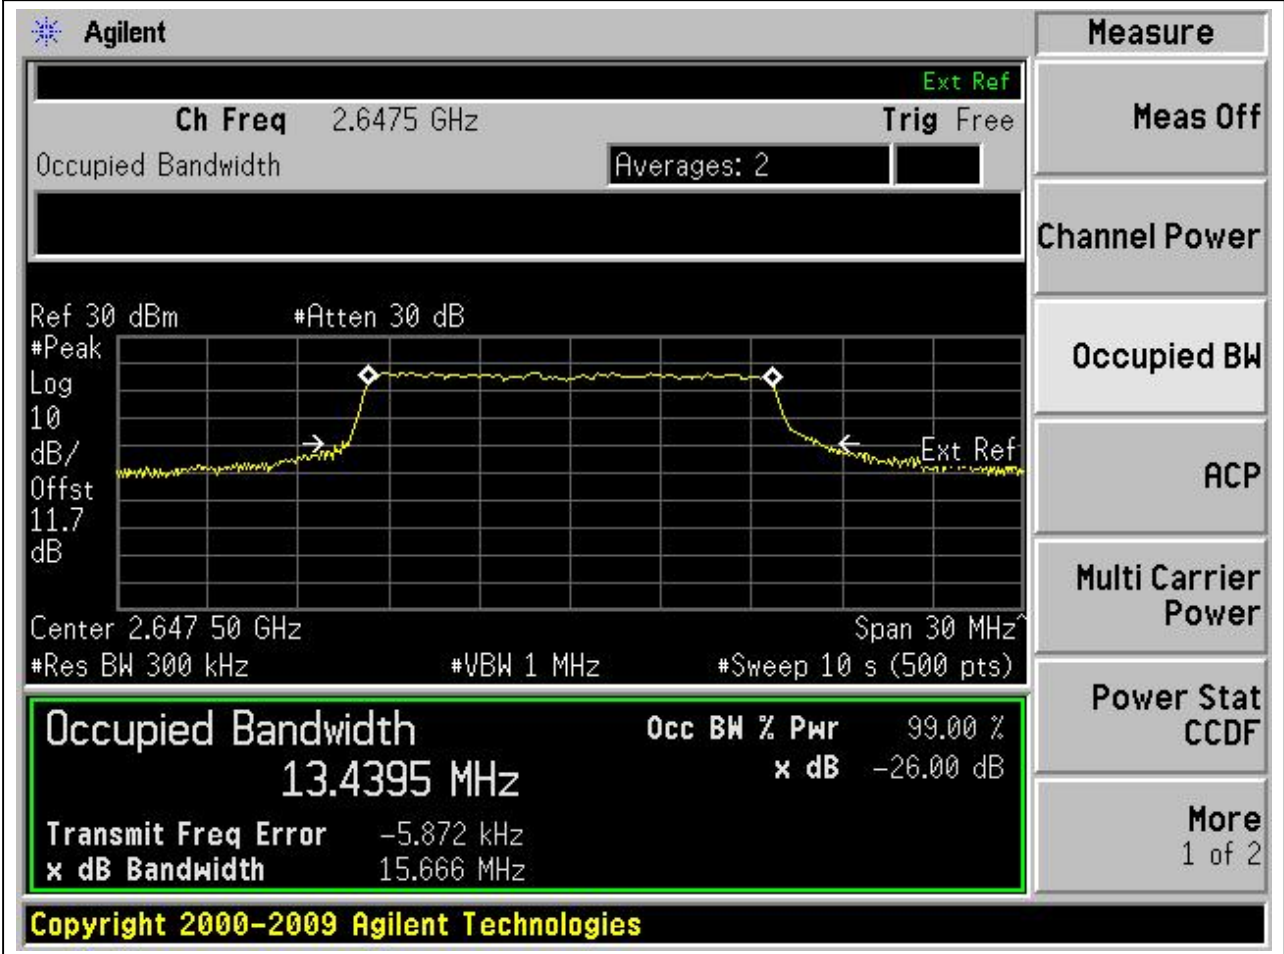 Agilent
Measure
Ext Ref
Ch Freq 2.6475 GHz Trig Free
Meas Off
Occupied Bandwidth Averages: 2
Channel Power
Ref 30 dBm #Atten 30 dB
#Peak
Log
10
dB/
Offst
11.7
dB
Ext Ref
Occupied BW
ACP
Center 2.647 50 GHz Span 30 MHz^
#Res BW 300 kHz #VBW 1 MHz #Sweep 10 s (500 pts)
Multi Carrier
Power
Occupied Bandwidth Occ BW % Pwr 99.00 %
13.4395 MHz x dB -26.00 dB
Power Stat
CCDF
Transmit Freq Error -5.872 kHz
x dB Bandwidth 15.666 MHz
More
1 of 2
Copyright 2000-2009 Agilent Technologies